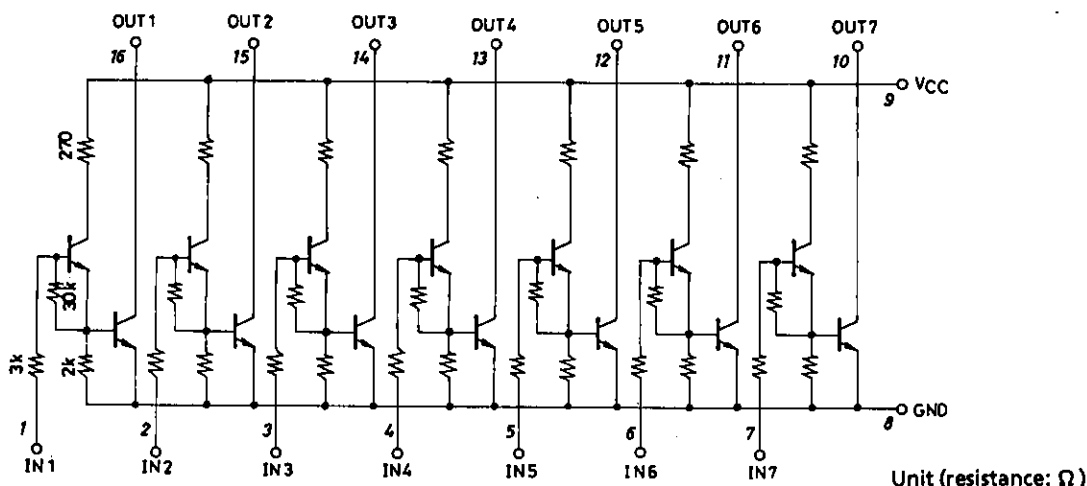 OUT1 OUT2 OUT3 OUT4 OUT5 OUT6 OUT7
16 15 14 13 12 11 10
9 VCC
270
30k
3k 2k
GND
1 2 3 4 5 6 7 8
IN1 IN2 IN3 IN4 IN5 IN6 IN7
Unit (resistance: Ω)